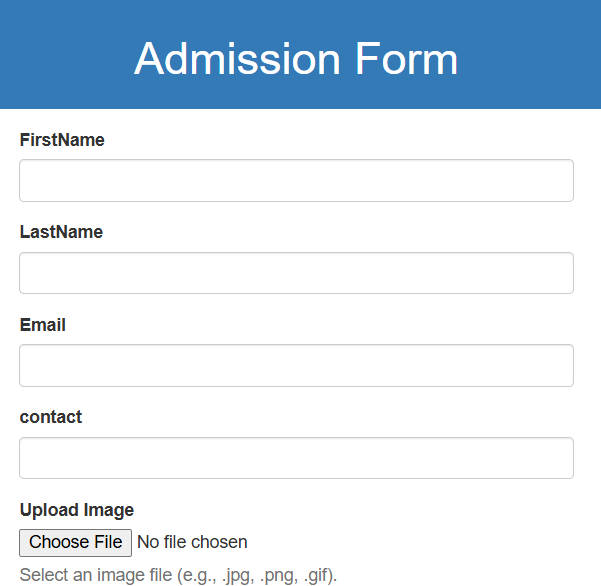 Admission Form
FirstName
LastName
Email
contact
Upload Image
Choose File No file chosen
Select an image file (e.g., .jpg, .png, .gif).